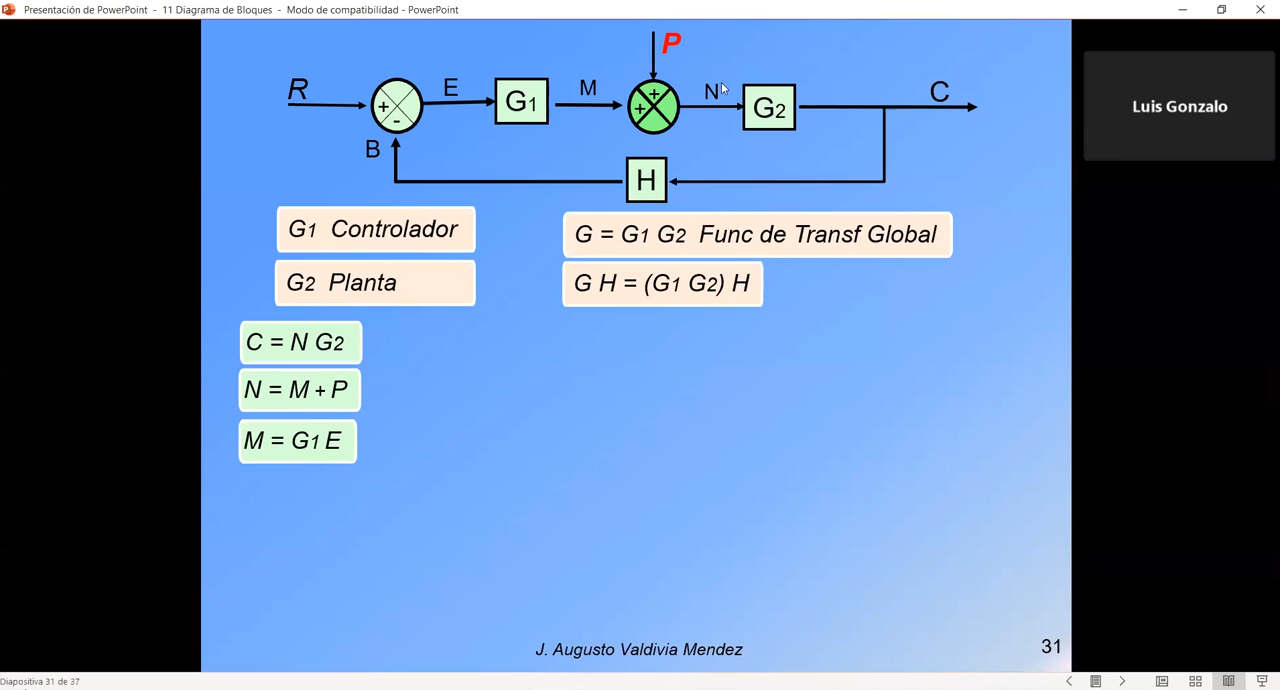 Presentación de PowerPoint - 11 Diagrama de Bloques - Modo de compatibilidad - PowerPoint
P
R
E
M
N
C
G1
G2
+
-
+
+
B
H
Luis Gonzalo
G1 Controlador
G = G1 G2 Func de Transf Global
G2 Planta
G H = (G1 G2) H
C = N G2
N = M + P
M = G1 E
J. Augusto Valdivia Mendez
31
Diapositiva 31 de 37